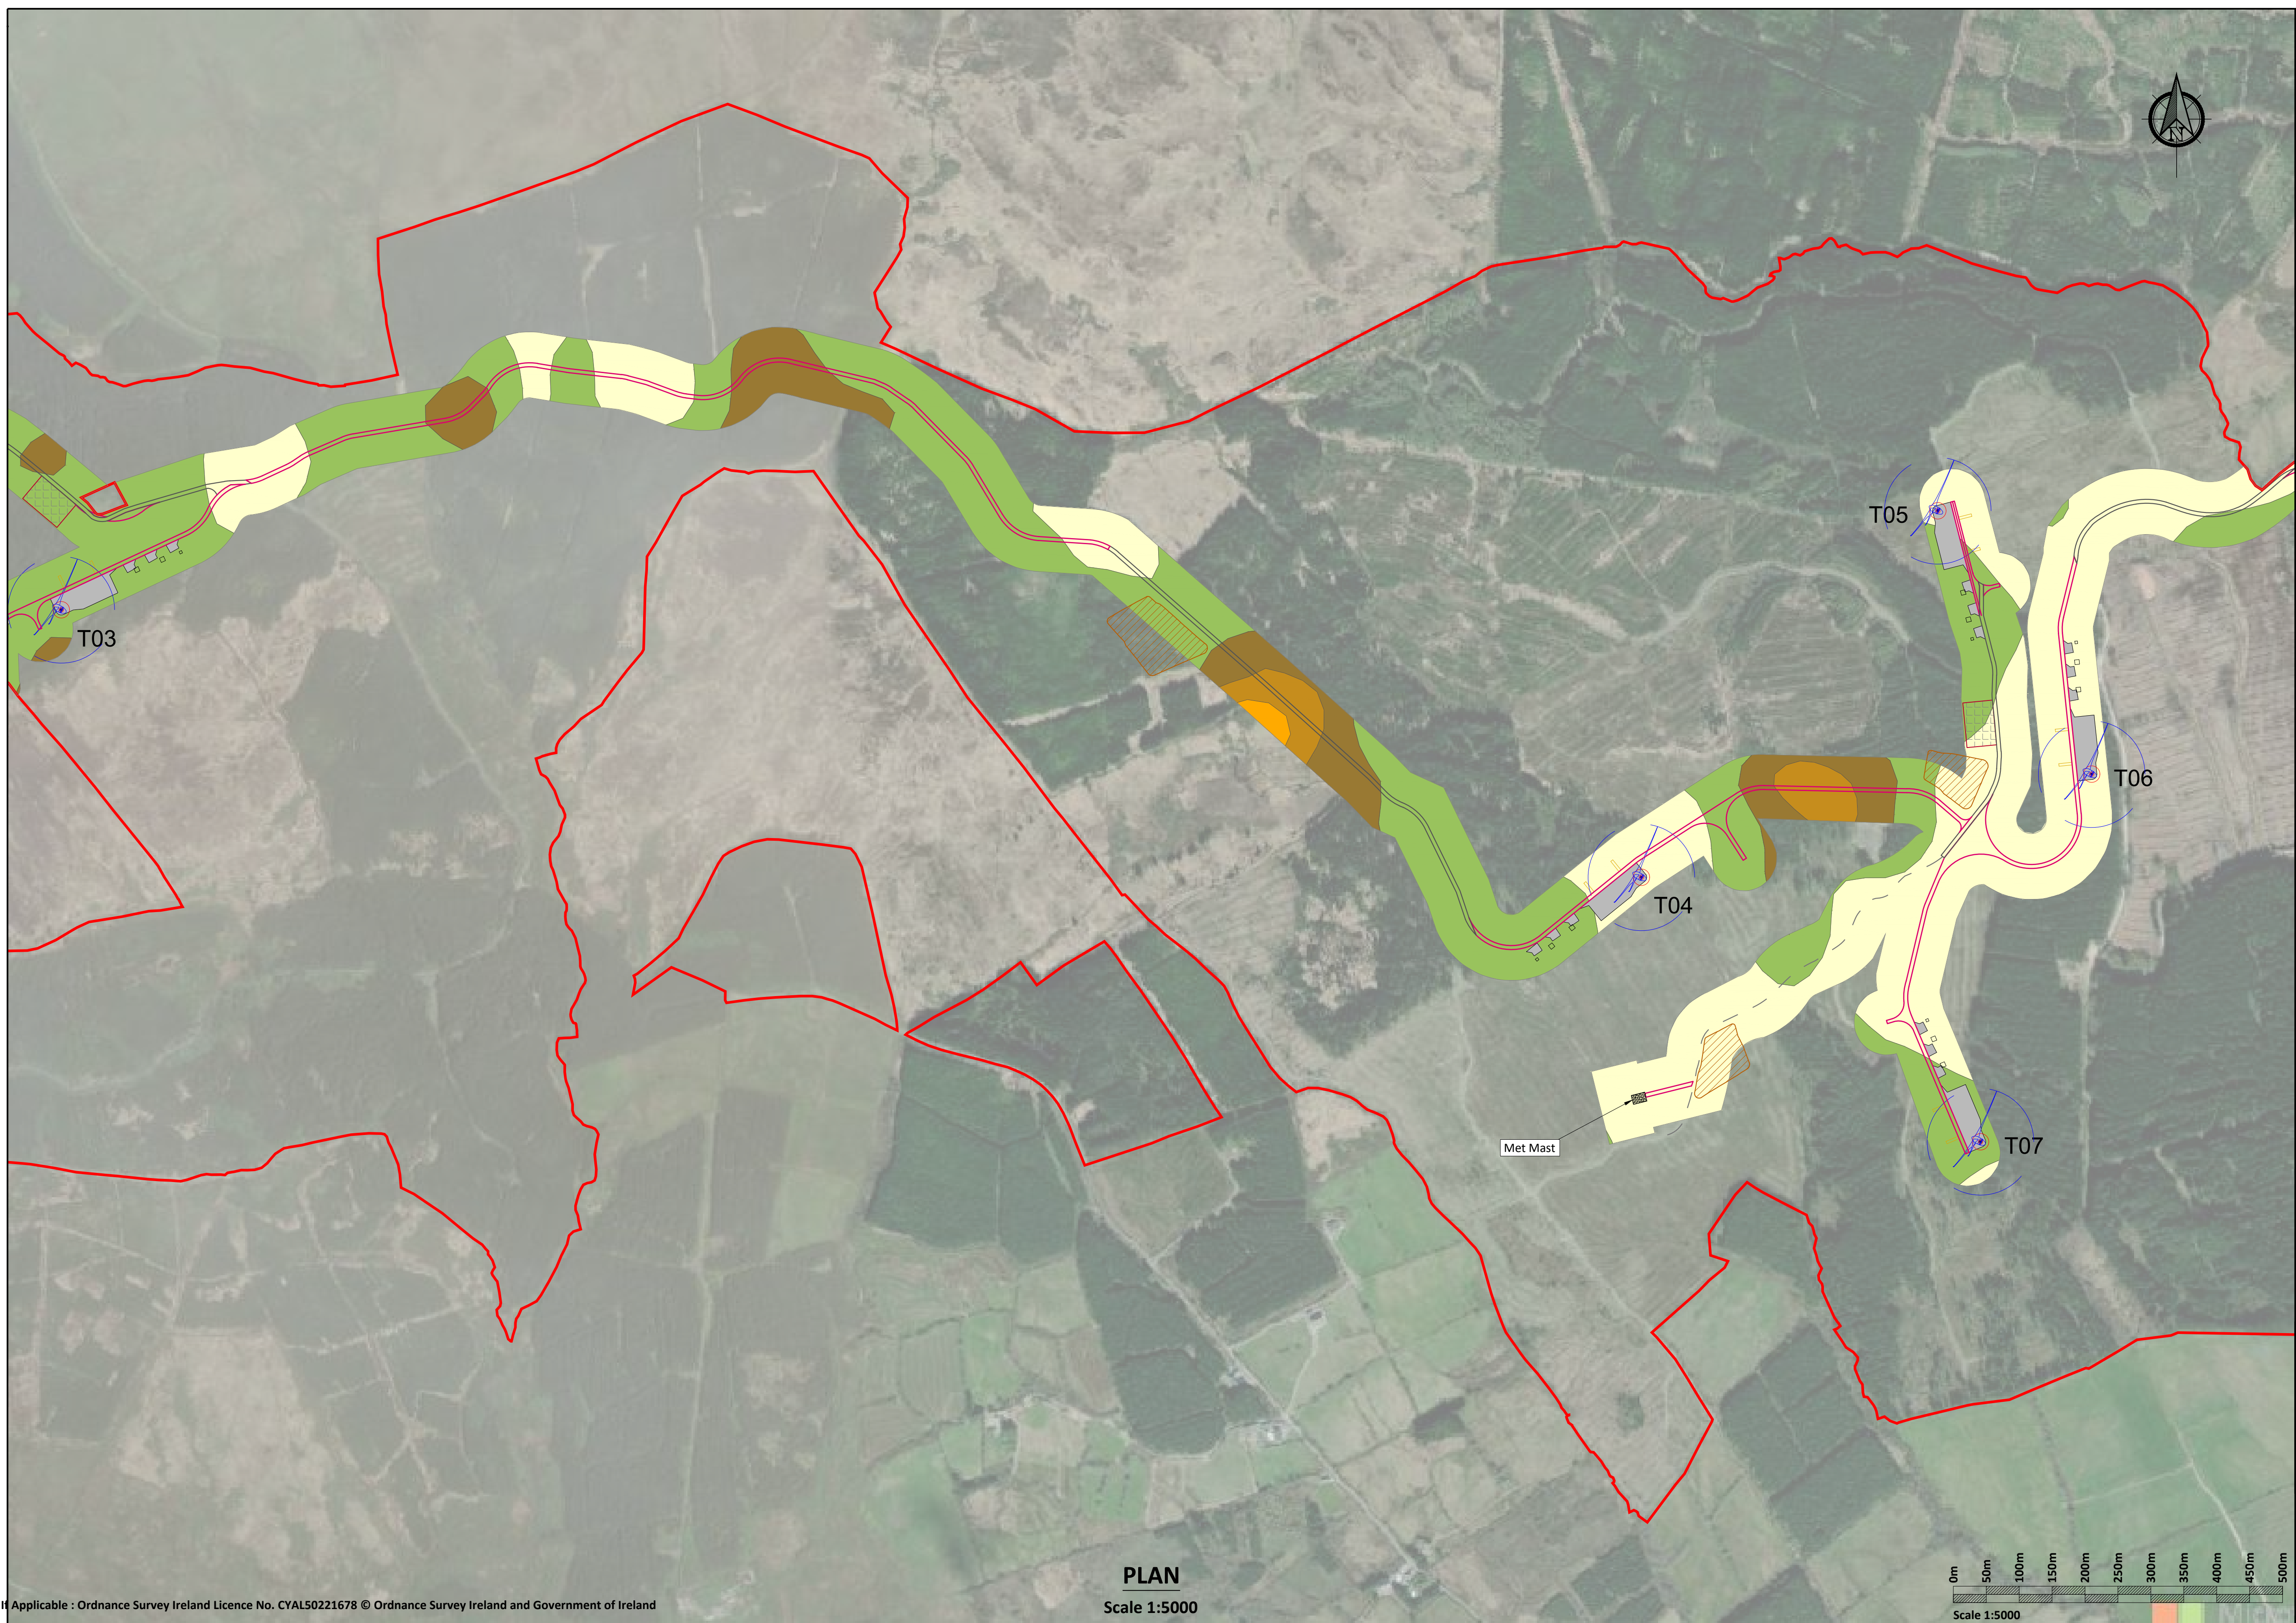 N
T03
T05
T06
T04
T07
Met Mast
PLAN
Scale 1:5000
If Applicable : Ordnance Survey Ireland Licence No. CYAL50221678 © Ordnance Survey Ireland and Government of Ireland
0m 50m 100m 150m 200m 250m 300m 350m 400m 450m 500m
Scale 1:5000